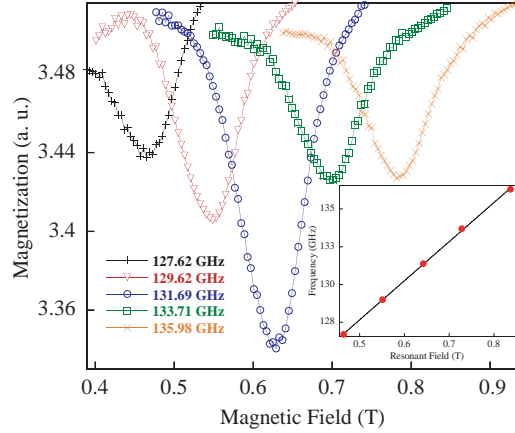 3.48
3.44
3.4
3.36
Magnetization (a. u.)
127.62 GHz
129.62 GHz
131.69 GHz
133.71 GHz
135.98 GHz
0.4 0.5 0.6 0.7 0.8 0.9
Magnetic Field (T)
135
133
130
128
Frequency (GHz)
0.5 0.6 0.7 0.8
Resonant Field (T)